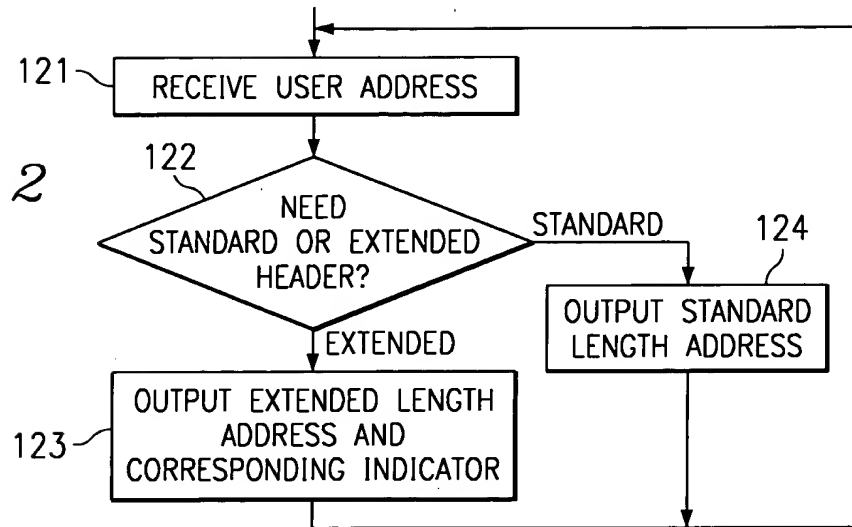 121
RECEIVE USER ADDRESS
2
122
NEED
STANDARD OR EXTENDED
HEADER?
STANDARD
124
OUTPUT STANDARD
LENGTH ADDRESS
EXTENDED
123
OUTPUT EXTENDED LENGTH
ADDRESS AND
CORRESPONDING INDICATOR